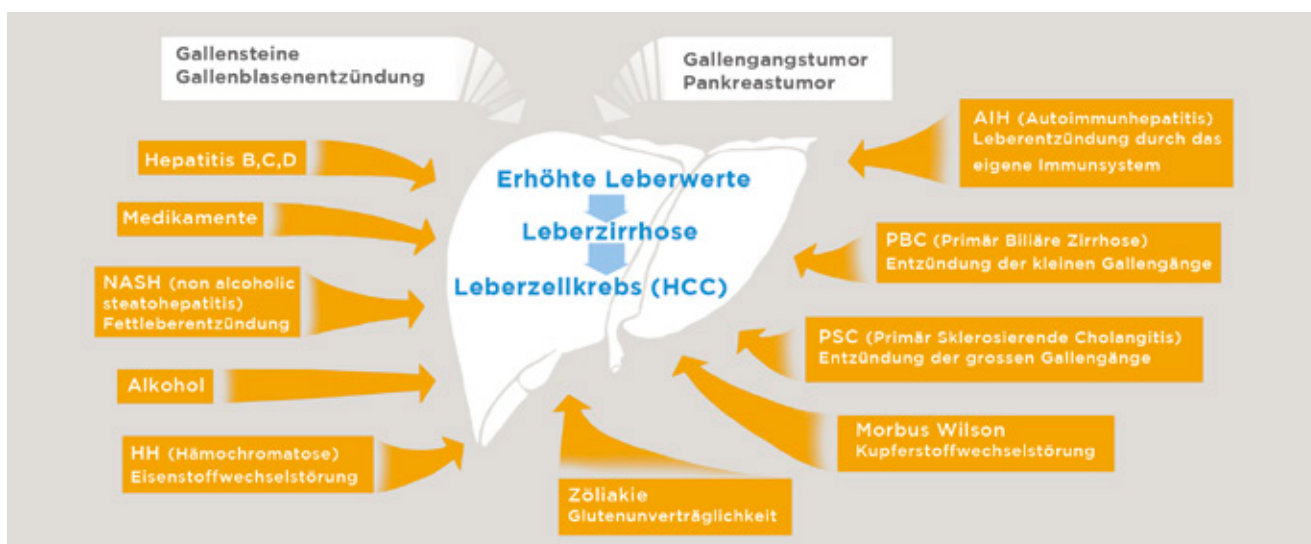 Gallensteine
Gallenblasenentzündung
Gallengangstumor
Pankreastumor
Hepatitis B,C,D
Medikamente
NASH (non alcoholic
steatohepatitis)
Fettleberentzündung
Alkohol
HH (Hämochromatose)
Eisenstoffwechselstörung
Erhöhte Leberwerte
Leberzirrhose
Leberzellkrebs (HCC)
AIH (Autoimmunhepatitis)
Leberentzündung durch das
eigene Immunsystem
PBC (Primär Biliäre Zirrhose)
Entzündung der kleinen Gallengänge
PSC (Primär Sklerosierende Cholangitis)
Entzündung der grossen Gallengänge
Morbus Wilson
Kupferstoffwechselstörung
Zöliakie
Glutenunverträglichkeit